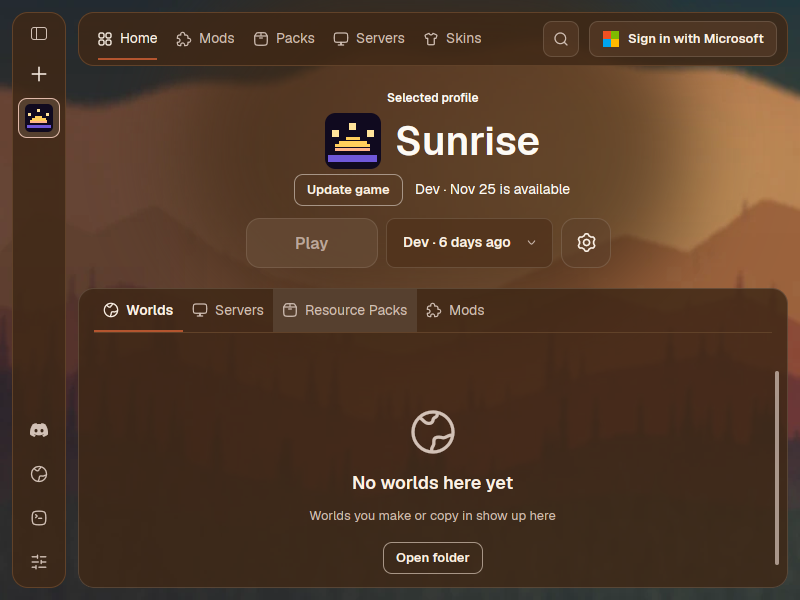 Home Mods Packs Servers Skins Sign in with Microsoft
Selected profile
Sunrise
Update game Dev · Nov 25 is available
Play Dev · 6 days ago
Worlds Servers Resource Packs Mods
No worlds here yet
Worlds you make or copy in show up here
Open folder